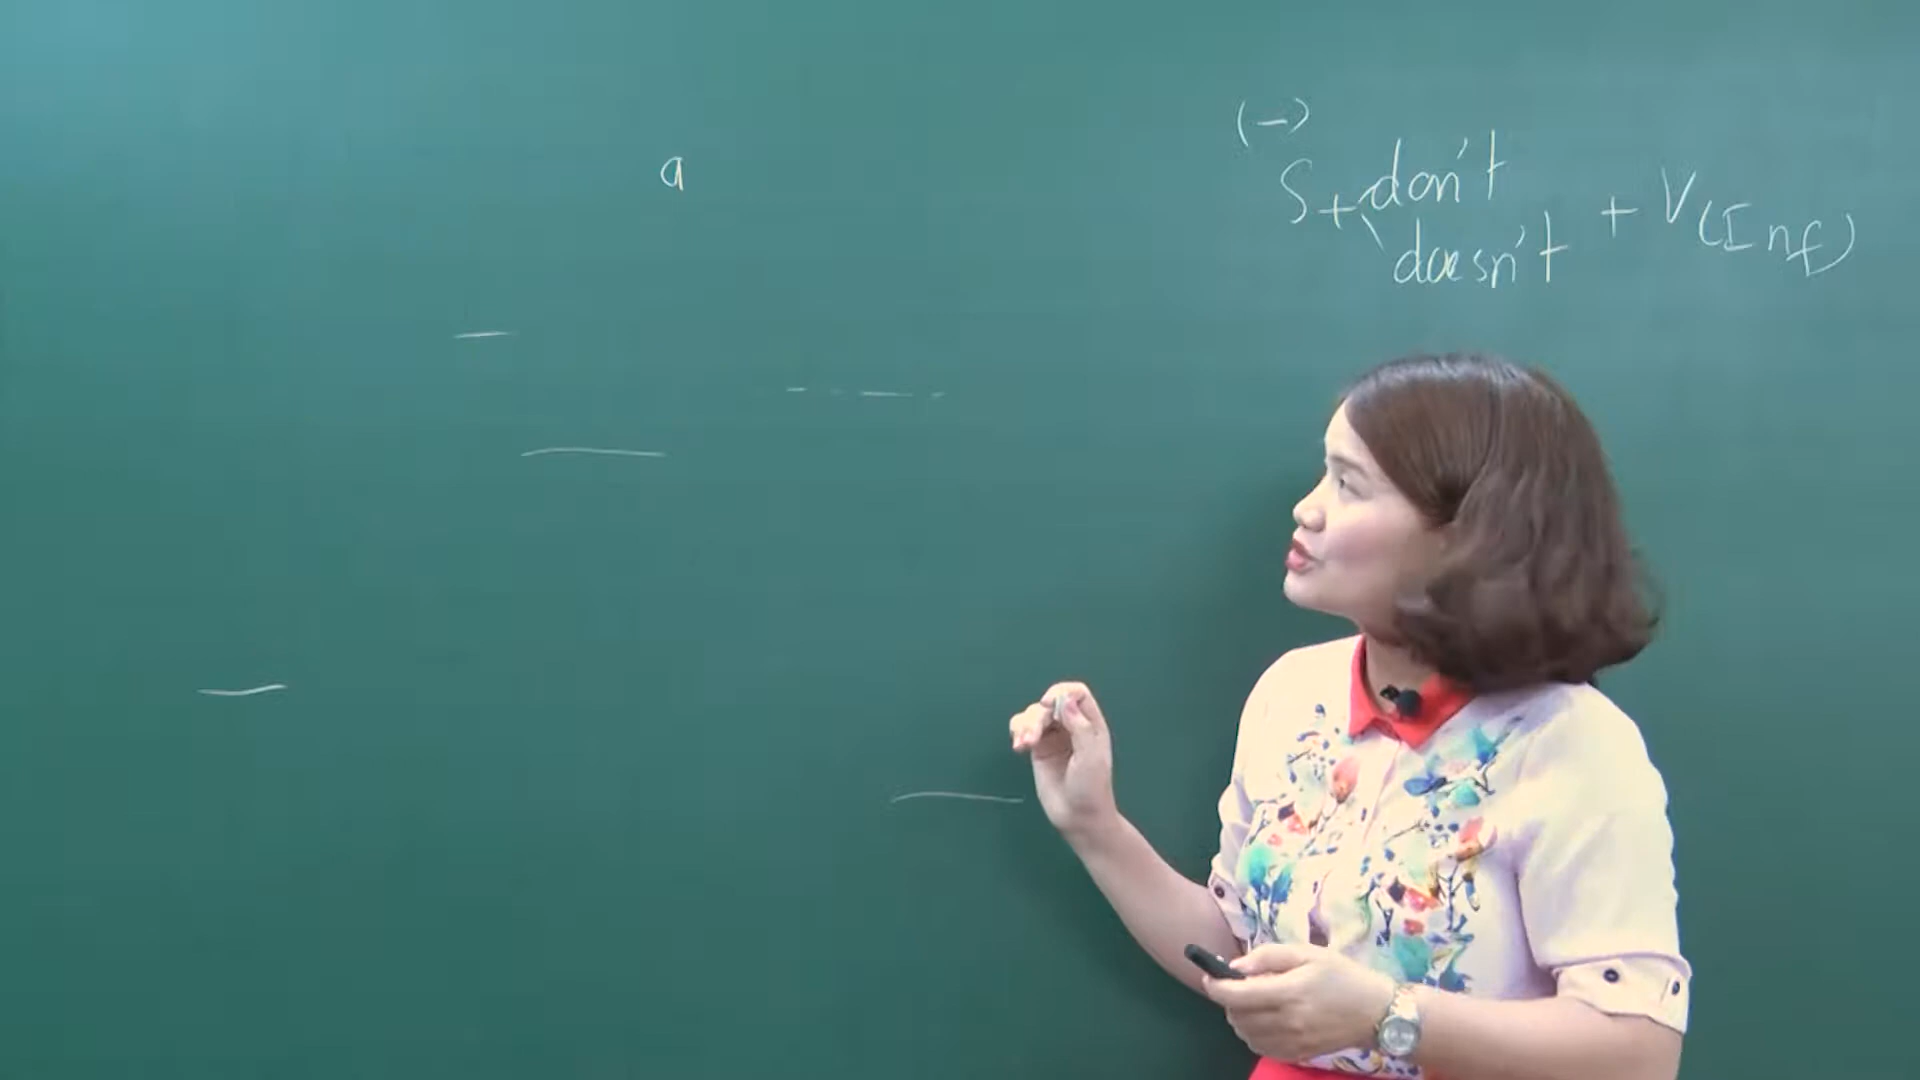 a
(-)
S + don't
doesn't + V(Inf)